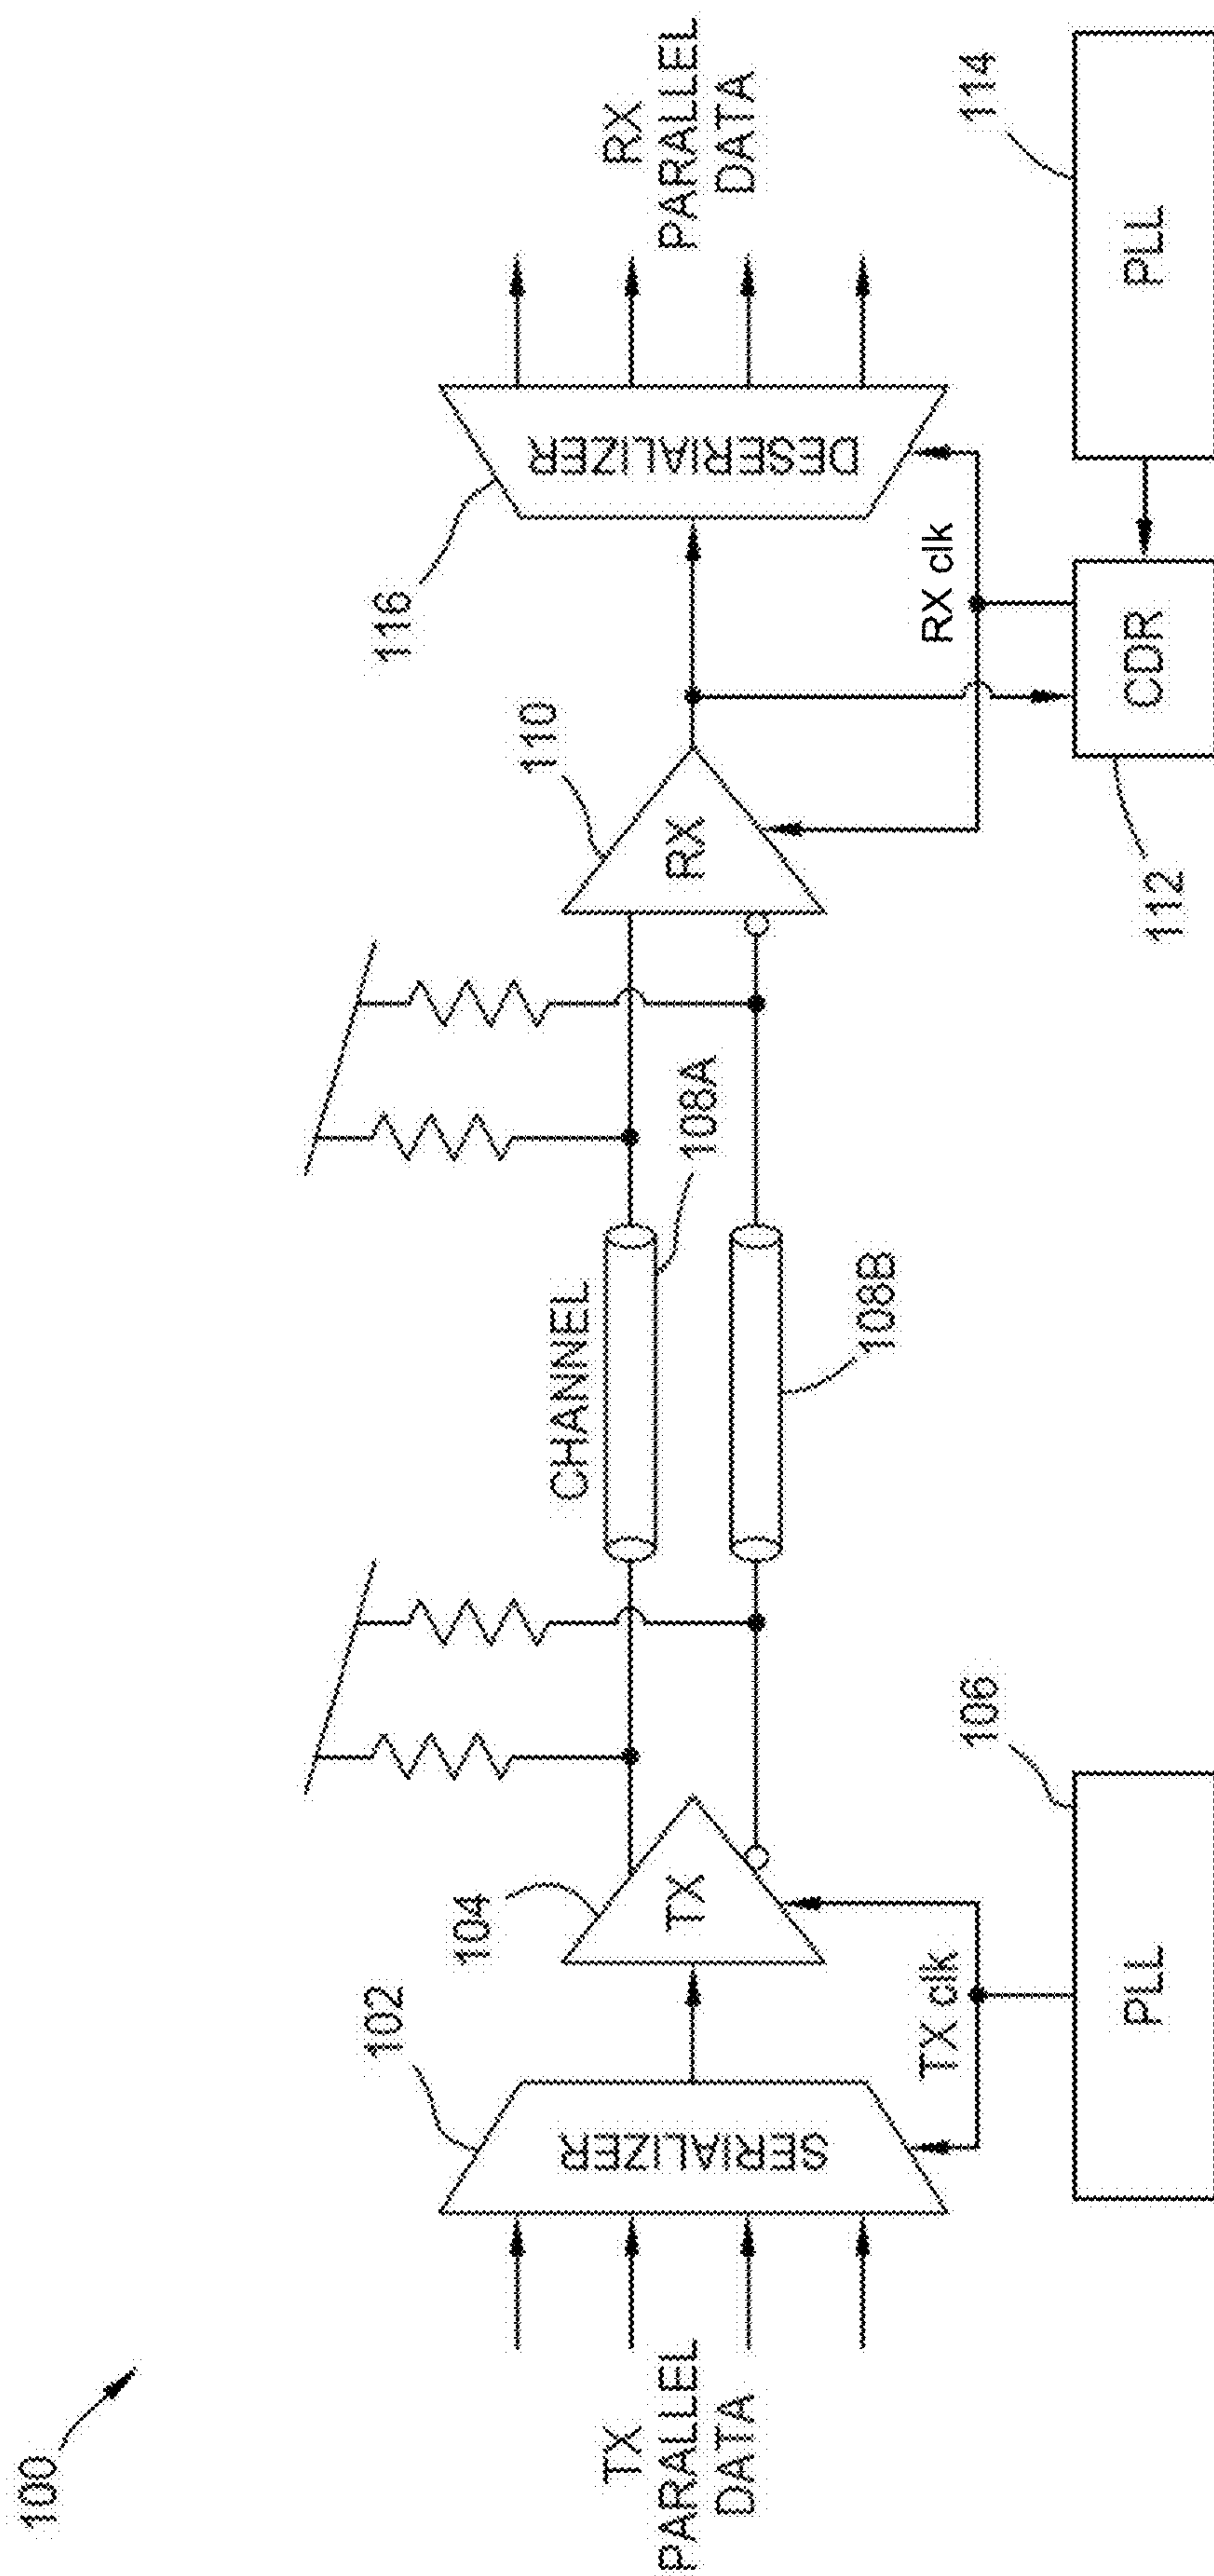 100
TX
PARALLEL
DATA
SERIALIZER
102
TX
104
TX clk
PLL
106
CHANNEL
108A
108B
RX
110
RX clk
CDR
112
PLL
114
DESERIALIZER
116
RX
PARALLEL
DATA